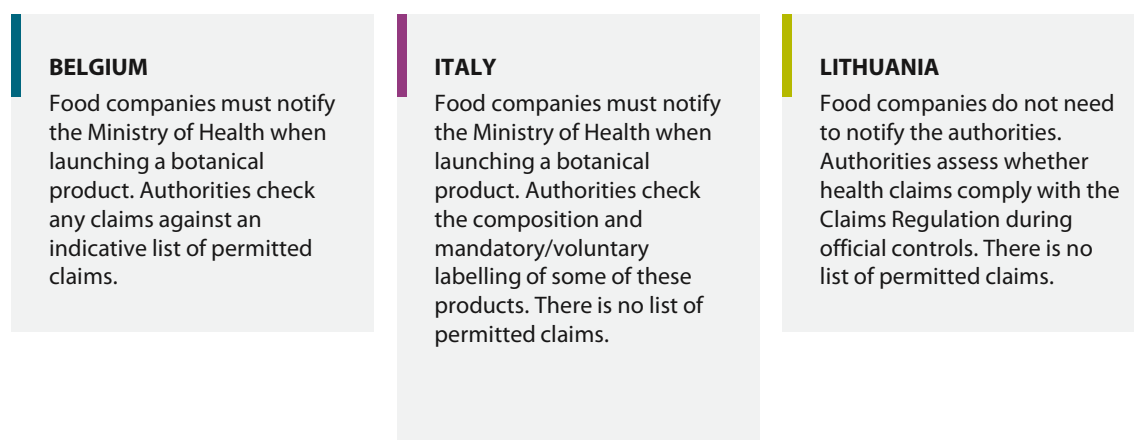 BELGIUM
Food companies must notify
the Ministry of Health when
launching a botanical
product. Authorities check
any claims against an
indicative list of permitted
claims.
ITALY
Food companies must notify
the Ministry of Health when
launching a botanical
product. Authorities check
the composition and
mandatory/voluntary
labelling of some of these
products. There is no list of
permitted claims.
LITHUANIA
Food companies do not need
to notify the authorities.
Authorities assess whether
health claims comply with the
Claims Regulation during
official controls. There is no
list of permitted claims.